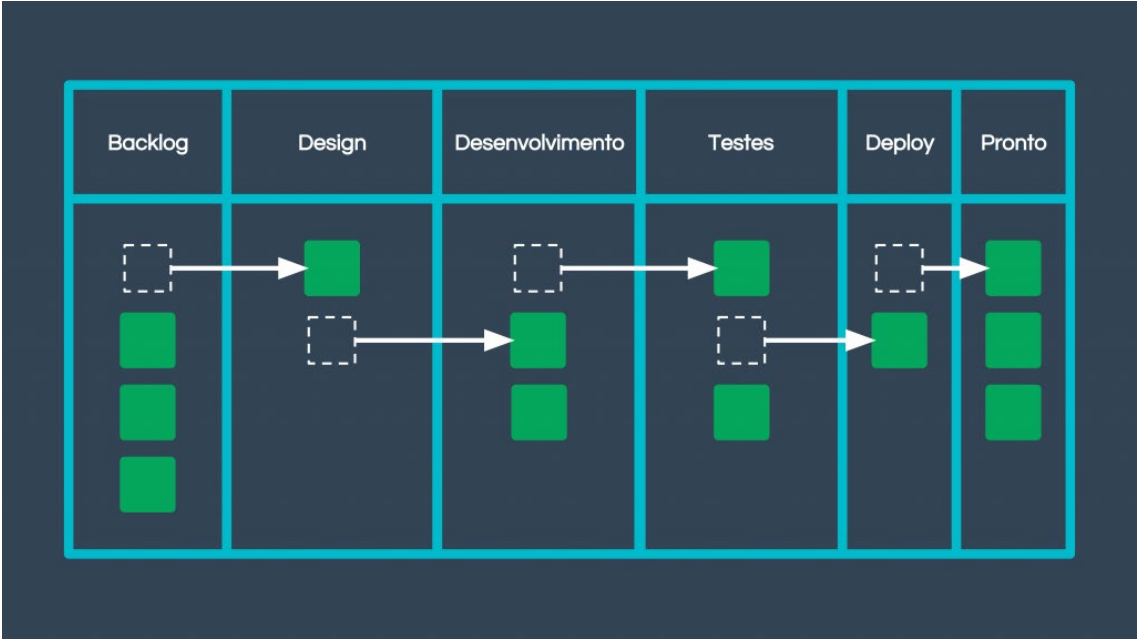 Backlog
Design
Desenvolvimento
Testes
Deploy
Pronto